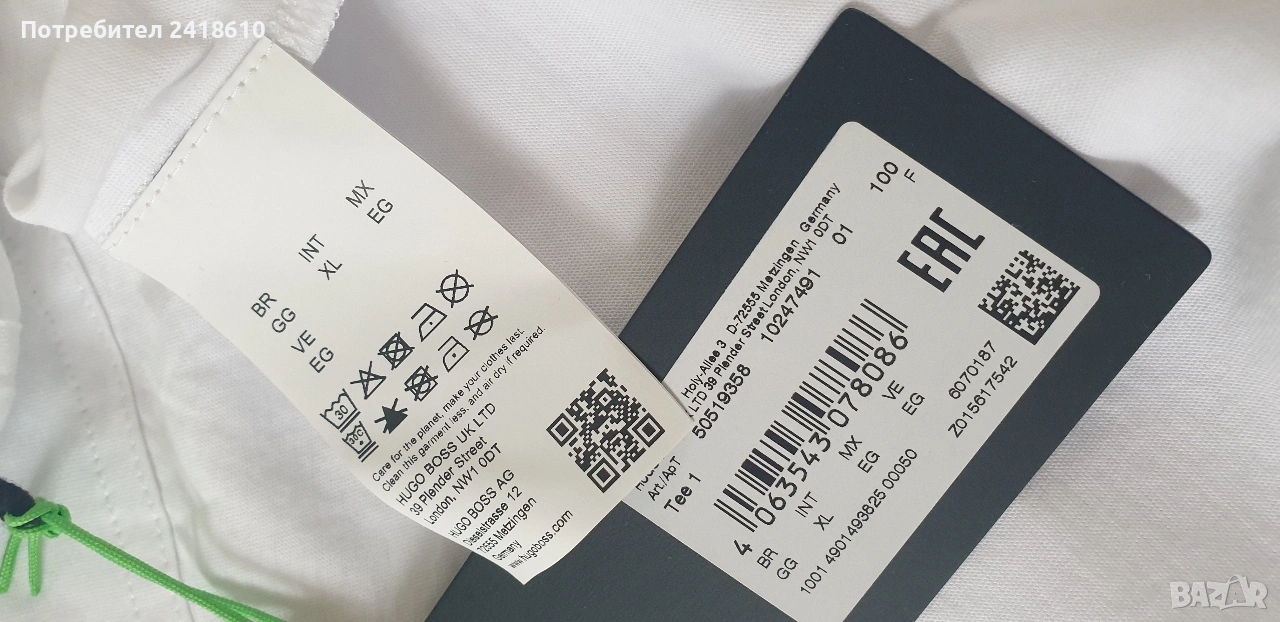 Потребител 2418610
MX
EG
INT
XL
BR
GG
VE
EG
30
Care for the planet, make your clothes last.
Clean this garment less, and air dry if required.
HUGO BOSS UK LTD
39 Plender Street
London, NW1 0DT
HUGO BOSS AG
Dieselstrasse 12
72555 Metzingen
Germany
www.hugoboss.com
Holy-Allee 3 D-72555 Metzingen Germany
LTD 39 Plender Street London, NW1 0DT
50519358 10247491 01
Art./ApT
Tee 1
100
F
EAC
4 063543 078086
BR
GG
INT
XL
MX
EG
VE
EG
1001 4901493825 00050
6070187
Z015617542
BAZAR